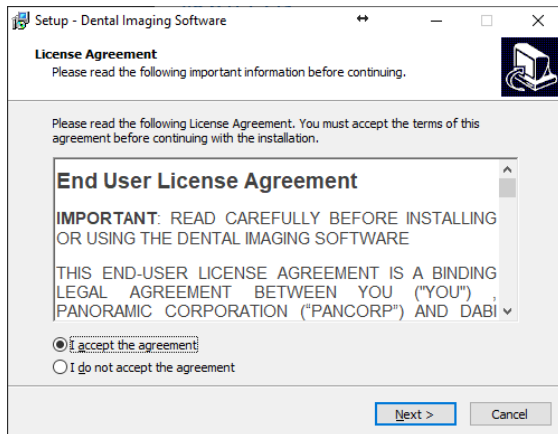 Setup - Dental Imaging Software
License Agreement
Please read the following important information before continuing.
Please read the following License Agreement. You must accept the terms of this
agreement before continuing with the installation.
End User License Agreement
IMPORTANT: READ CAREFULLY BEFORE INSTALLING
OR USING THE DENTAL IMAGING SOFTWARE
THIS END-USER LICENSE AGREEMENT IS A BINDING
LEGAL AGREEMENT BETWEEN YOU ("YOU") ,
PANORAMIC CORPORATION (“PANCORP”) AND DABI
I accept the agreement
I do not accept the agreement
Next >
Cancel